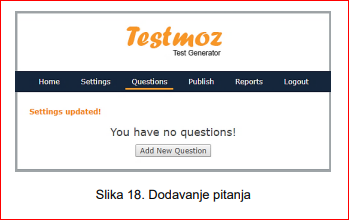 Testmoz
Test Generator
Home Settings Questions Publish Reports Logout
Settings updated!
You have no questions!
Add New Question
Slika 18. Dodavanje pitanja